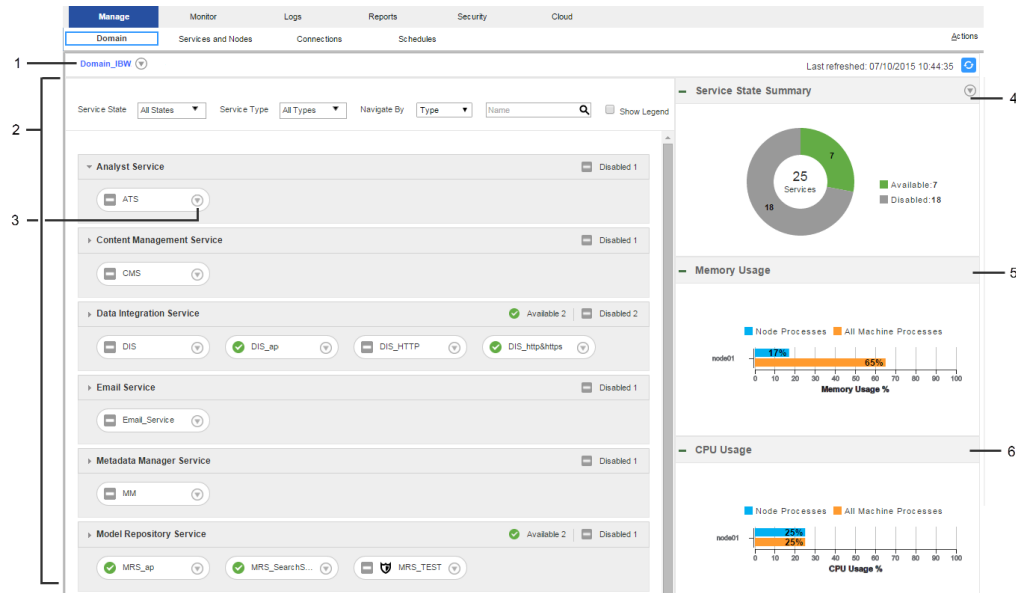 Manage Monitor Logs Reports Security Cloud
Domain Services and Nodes Connections Schedules Actions
1 Domain_IBW Last refreshed: 07/10/2015 10:44:35
2
Service State All States Service Type All Types Navigate By Type Name Show Legend
Analyst Service Disabled 1
ATS
3
Content Management Service Disabled 1
CMS
Data Integration Service Available 2 Disabled 2
DIS DIS_ap DIS_HTTP DIS_http&https
Email Service Disabled 1
Email_Service
Metadata Manager Service Disabled 1
MM
Model Repository Service Available 2 Disabled 1
MRS_ap MRS_SearchS... MRS_TEST
Service State Summary 4
7
25
Services
18
Available:7
Disabled:18
Memory Usage 5
Node Processes All Machine Processes
node01
17%
65%
0 10 20 30 40 50 60 70 80 90 100
Memory Usage %
CPU Usage 6
Node Processes All Machine Processes
node01
25%
25%
0 10 20 30 40 50 60 70 80 90 100
CPU Usage %